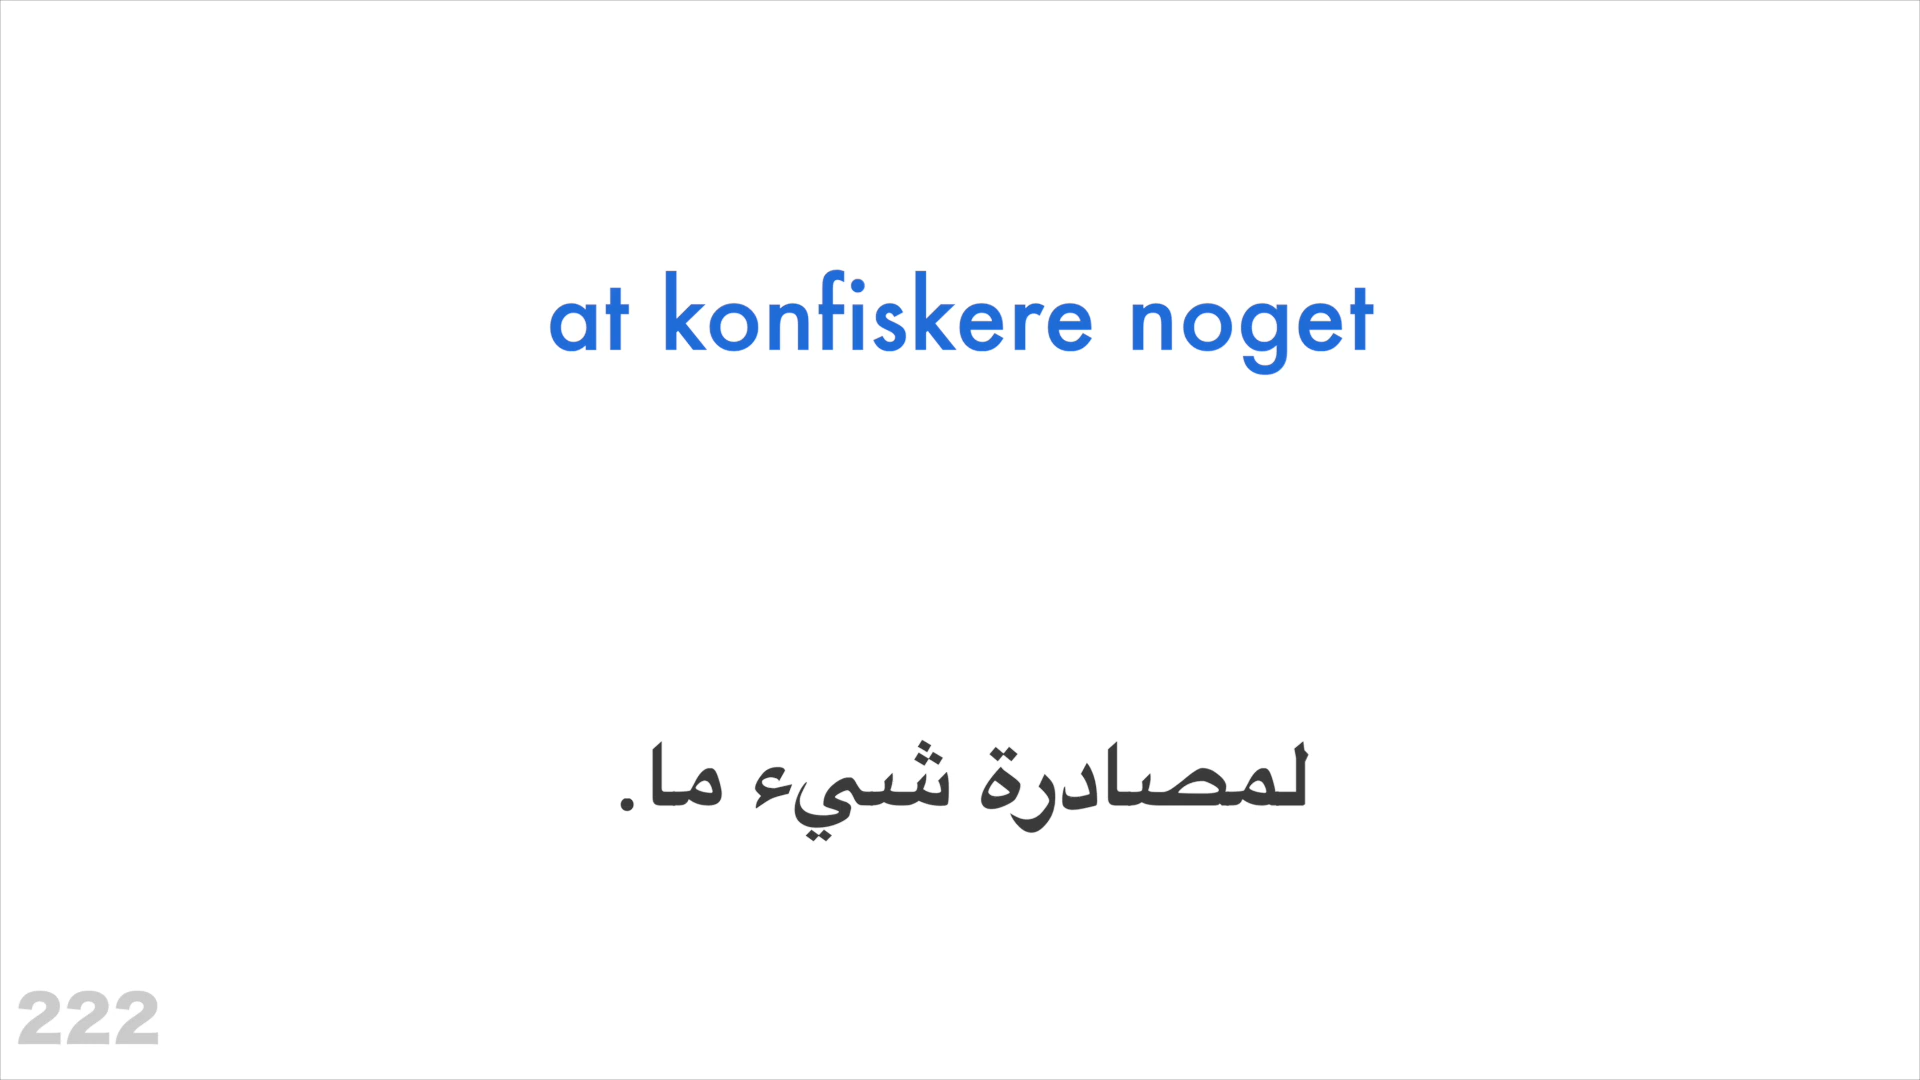 at konfiskere noget
لمصادرة شيء ما.
222